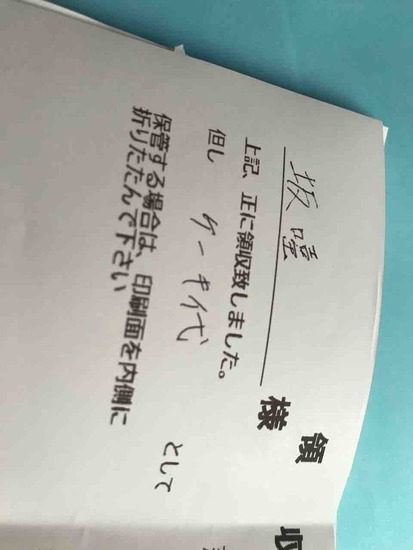 領収
坂 様
上記、正に領収致しました。
但し ケーキ代 として
保管する場合は、印刷面を内側に
折りたたんで下さい